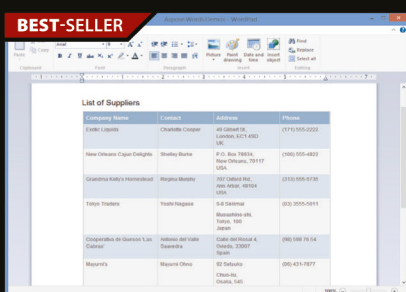 BEST-SELLER
WordPad
Paste
Copy
Clipboard
Arial
Font
Paragraph
Picture
Paint drawing
Date and time
Insert object
Insert
Find
Replace
Select all
Editing
List of Suppliers
Company Name Contact Address Phone
Exotic Liquids Charlotte Cooper 49 Gilbert St.,
London, EC1 4SD
UK
(171) 555-2222
New Orleans Cajun Delights Shelley Burke P.O. Box 78934,
New Orleans, 70117
USA
(100) 555-4822
Grandma Kelly's Homestead Regina Murphy 707 Oxford Rd.,
Ann Arbor, 48104
USA
(313) 555-5735
Tokyo Traders Yoshi Nagase 9-8 Sekimai
Musashino-shi,
Tokyo, 100
Japan
(03) 3555-5011
Cooperativa de Quesos 'Las
Cabras'
Antonio del Valle
Saavedra
Calle del Rosal 4,
Oviedo, 33007
Spain
(98) 598 76 54
Mayumi's Mayumi Ohno 92 Setsuko
Chuo-ku,
Osaka, 545
(06) 431-7877
100%